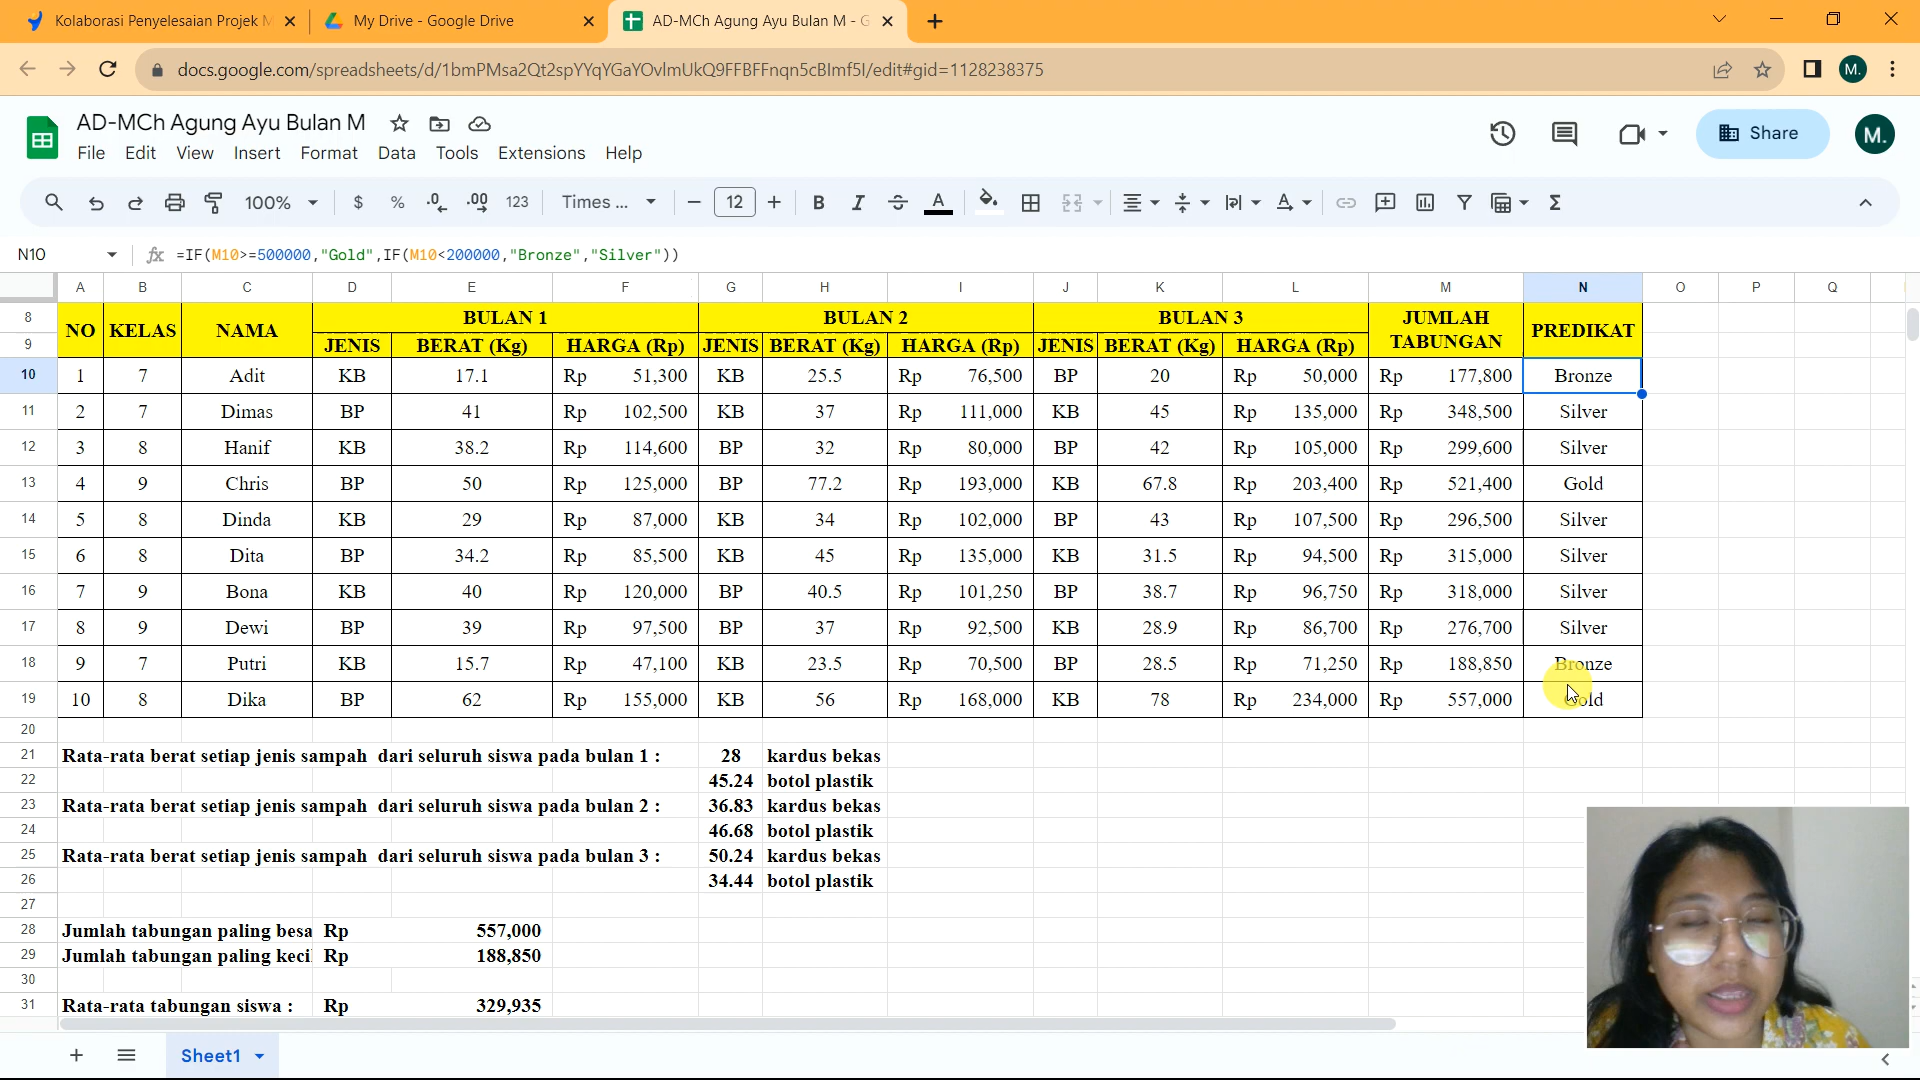 Kolaborasi Penyelesaian Projek M
My Drive - Google Drive
AD-MCh Agung Ayu Bulan M - G
docs.google.com/spreadsheets/d/1bmPMsa2Qt2spYYqYGaYOvlmUkQ9FFBFFnqn5cBlmf5I/edit#gid=1128238375
M.
AD-MCh Agung Ayu Bulan M
Share
M.
File Edit View Insert Format Data Tools Extensions Help
100% $ % .0 .00 123 Times ... 12 B I A
N10 fx =IF(M10>=500000,"Gold",IF(M10<200000,"Bronze","Silver"))
A B C D E F G H I J K L M N O P Q
8 NO KELAS NAMA BULAN 1 BULAN 2 BULAN 3 JUMLAH TABUNGAN PREDIKAT
9 JENIS BERAT (Kg) HARGA (Rp) JENIS BERAT (Kg) HARGA (Rp) JENIS BERAT (Kg) HARGA (Rp)
10 1 7 Adit KB 17.1 Rp 51,300 KB 25.5 Rp 76,500 BP 20 Rp 50,000 Rp 177,800 Bronze
11 2 7 Dimas BP 41 Rp 102,500 KB 37 Rp 111,000 KB 45 Rp 135,000 Rp 348,500 Silver
12 3 8 Hanif KB 38.2 Rp 114,600 BP 32 Rp 80,000 BP 42 Rp 105,000 Rp 299,600 Silver
13 4 9 Chris BP 50 Rp 125,000 BP 77.2 Rp 193,000 KB 67.8 Rp 203,400 Rp 521,400 Gold
14 5 8 Dinda KB 29 Rp 87,000 KB 34 Rp 102,000 BP 43 Rp 107,500 Rp 296,500 Silver
15 6 8 Dita BP 34.2 Rp 85,500 KB 45 Rp 135,000 KB 31.5 Rp 94,500 Rp 315,000 Silver
16 7 9 Bona KB 40 Rp 120,000 BP 40.5 Rp 101,250 BP 38.7 Rp 96,750 Rp 318,000 Silver
17 8 9 Dewi BP 39 Rp 97,500 BP 37 Rp 92,500 KB 28.9 Rp 86,700 Rp 276,700 Silver
18 9 7 Putri KB 15.7 Rp 47,100 KB 23.5 Rp 70,500 BP 28.5 Rp 71,250 Rp 188,850 Bronze
19 10 8 Dika BP 62 Rp 155,000 KB 56 Rp 168,000 KB 78 Rp 234,000 Rp 557,000 Gold
20
21 Rata-rata berat setiap jenis sampah dari seluruh siswa pada bulan 1 : 28 kardus bekas
22 45.24 botol plastik
23 Rata-rata berat setiap jenis sampah dari seluruh siswa pada bulan 2 : 36.83 kardus bekas
24 46.68 botol plastik
25 Rata-rata berat setiap jenis sampah dari seluruh siswa pada bulan 3 : 50.24 kardus bekas
26 34.44 botol plastik
27
28 Jumlah tabungan paling besa Rp 557,000
29 Jumlah tabungan paling keci Rp 188,850
30
31 Rata-rata tabungan siswa : Rp 329,935
Sheet1